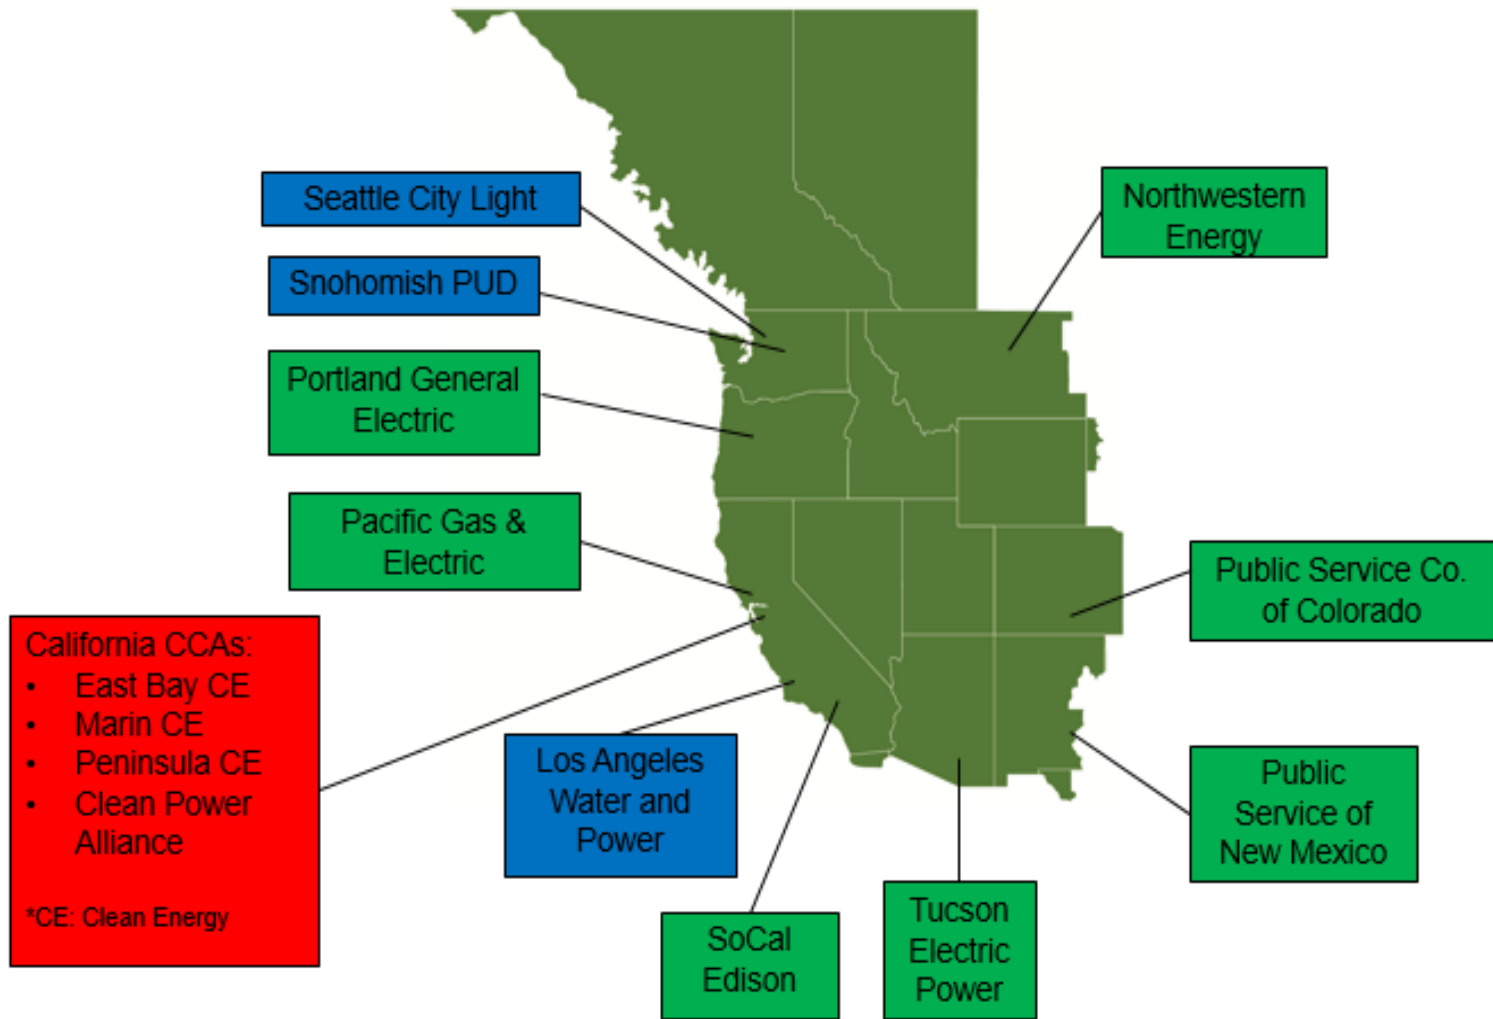 Seattle City Light
Snohomish PUD
Portland General
Electric
Pacific Gas &
Electric
California CCAs:
• East Bay CE
• Marin CE
• Peninsula CE
• Clean Power
Alliance
*CE: Clean Energy
Los Angeles
Water and
Power
SoCal
Edison
Tucson
Electric
Power
Northwestern
Energy
Public Service Co.
of Colorado
Public
Service of
New Mexico